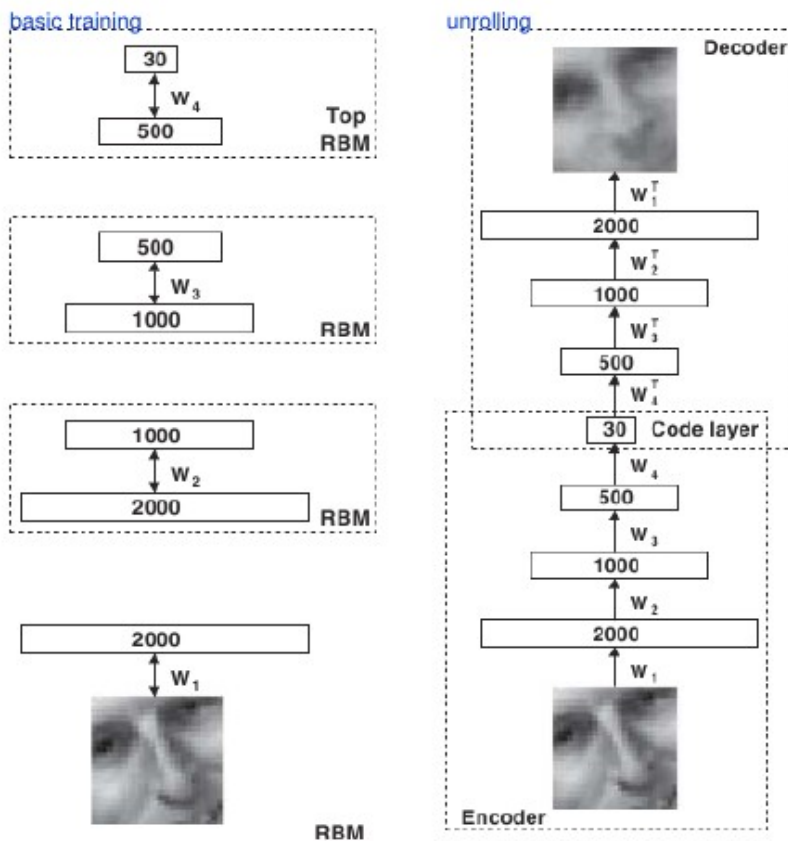 basic training
30
W4
500
Top
RBM
500
W3
1000
RBM
1000
W2
2000
RBM
2000
W1
RBM
unrolling
Decoder
W1T
2000
W2T
1000
W3T
500
W4T
30
Code layer
W4
500
W3
1000
W2
2000
W1
Encoder